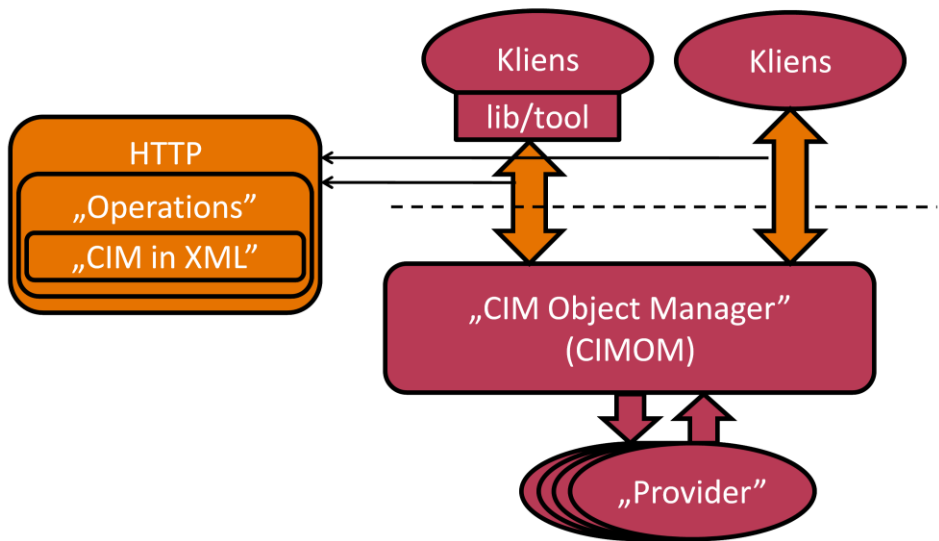 Kliens
lib/tool
Kliens
HTTP
„Operations”
„CIM in XML”
„CIM Object Manager”
(CIMOM)
„Provider”